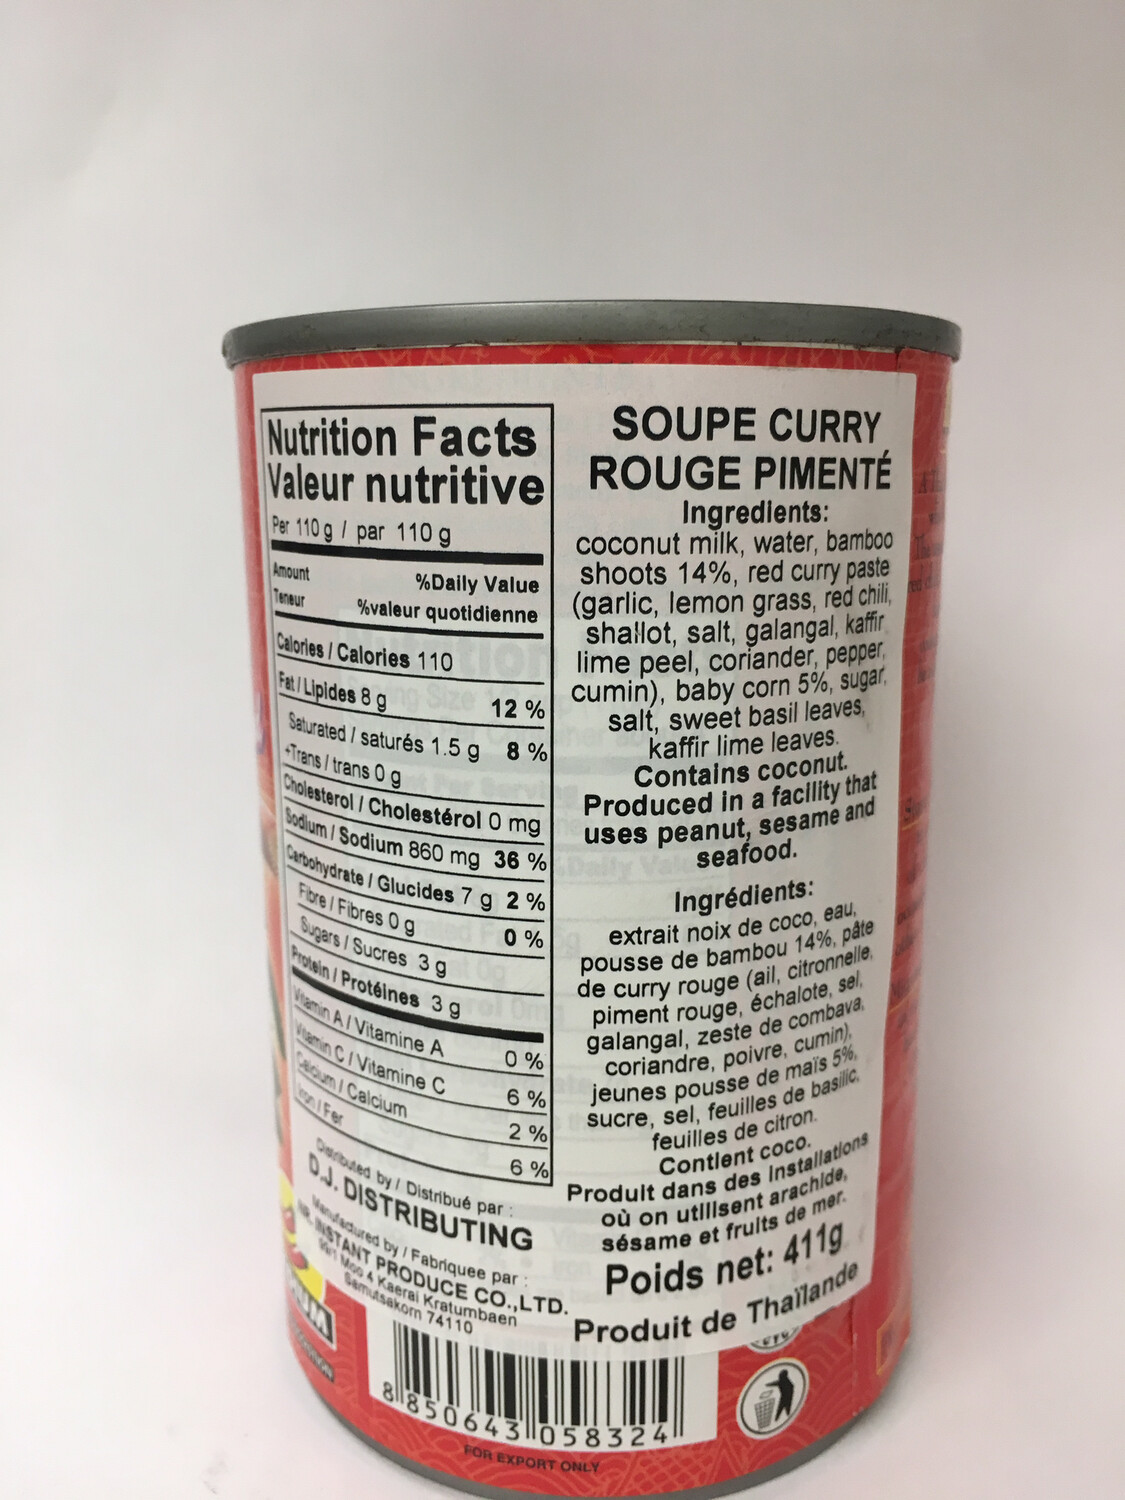 Nutrition Facts
Valeur nutritive
Per 110 g / par 110 g
Amount %Daily Value
Teneur %valeur quotidienne
Calories / Calories 110
Fat / Lipides 8 g 12 %
Saturated / saturés 1.5 g 8 %
+Trans / trans 0 g
Cholesterol / Cholestérol 0 mg
Sodium / Sodium 860 mg 36 %
Carbohydrate / Glucides 7 g 2 %
Fibre / Fibres 0 g 0 %
Sugars / Sucres 3 g
Protein / Protéines 3 g
Vitamin A / Vitamine A 0 %
Vitamin C / Vitamine C 6 %
Calcium / Calcium 2 %
Iron / Fer 6 %
Distributed by / Distribué par :
D.J. DISTRIBUTING
Manufactured by / Fabriquee par :
INSTANT PRODUCE CO.,LTD.
Moo 4 Kaerai Kratumbaen
Samutsakorn 74110
SOUPE CURRY
ROUGE PIMENTÉ
Ingredients:
coconut milk, water, bamboo
shoots 14%, red curry paste
(garlic, lemon grass, red chili,
shallot, salt, galangal, kaffir
lime peel, coriander, pepper,
cumin), baby corn 5%, sugar,
salt, sweet basil leaves,
kaffir lime leaves.
Contains coconut.
Produced in a facility that
uses peanut, sesame and
seafood.
Ingrédients:
extrait noix de coco, eau,
pousse de bambou 14%, pâte
de curry rouge (ail, citronnelle,
piment rouge, échalote, sel,
galangal, zeste de combava,
coriandre, poivre, cumin),
jeunes pousse de maïs 5%,
sucre, sel, feuilles de basilic,
feuilles de citron.
Contient coco.
Produit dans des Installations
où on utilisent arachide,
sésame et fruits de mer.
Poids net: 411g
Produit de Thaïlande
8 850643 058324
FOR EXPORT ONLY